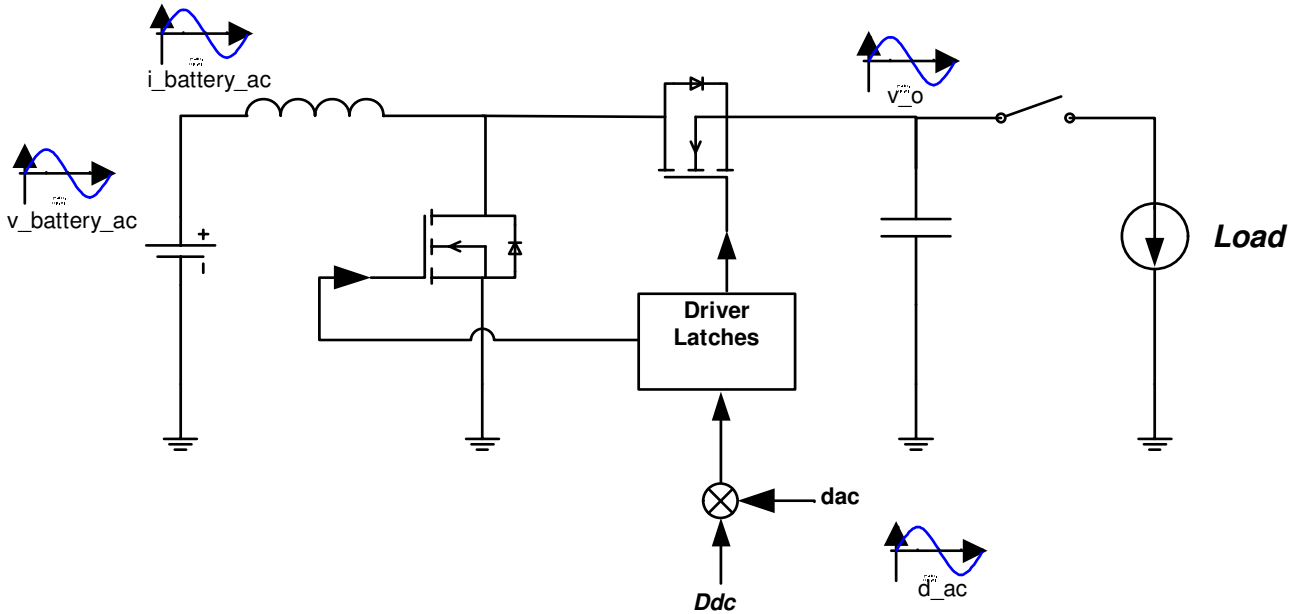 i_battery_ac
v_o
v_battery_ac
+
Load
Driver
Latches
dac
d_ac
Ddc